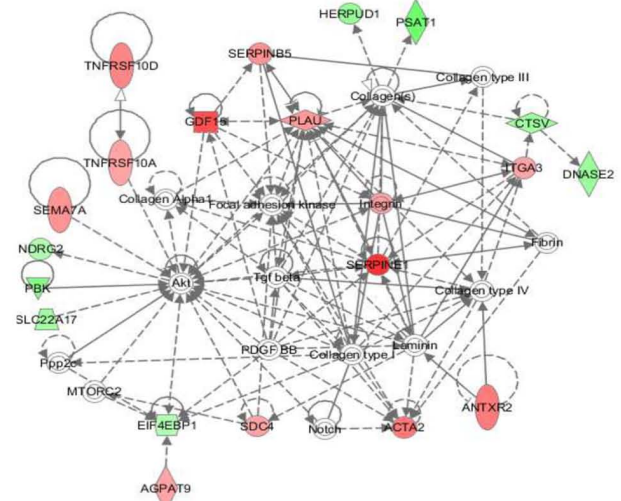 HERPUD1
PSAT1
TNFRSF10D
SERPINB5
Collagen type III
Collagen(s)
GDF15
PLAU
CTSV
TNFRSF10A
ITGA3
DNASE2
SEMA7A
Collagen Alpha1
Focal adhesion kinase
Integrin
NDRG2
Fibrin
PBK
Akt
Tgf beta
SERPINE1
Collagen type IV
SLC22A17
Pp2c
PDGF BB
Collagen type I
Laminin
MTORC2
EIF4EBP1
SDC4
Notch
ACTA2
ANTXR2
AGPAT9